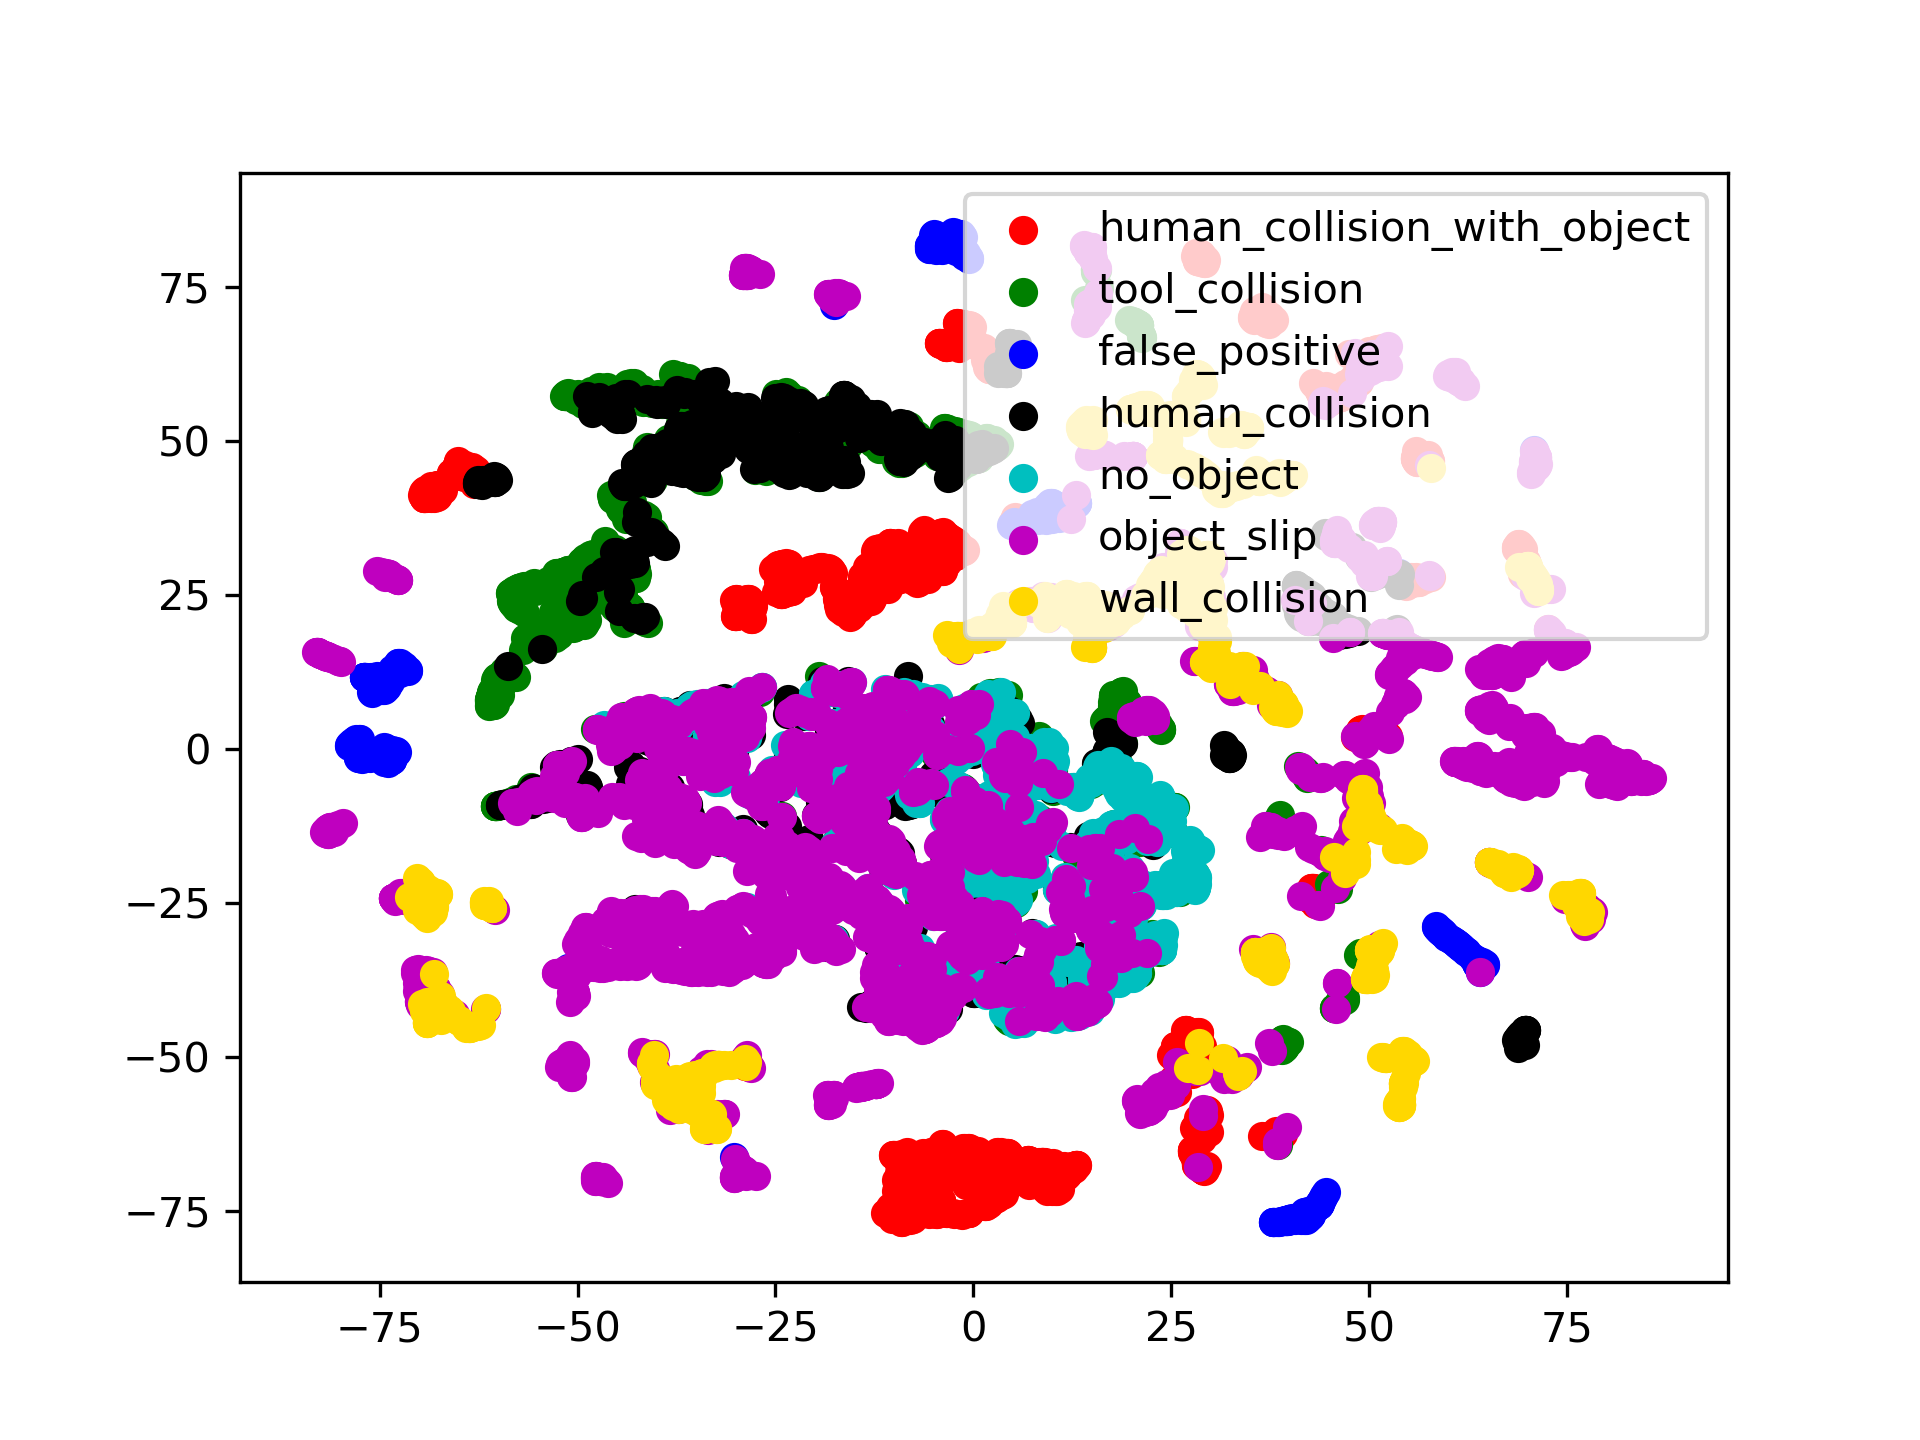 human_collision_with_object
tool_collision
false_positive
human_collision
no_object
object_slip
wall_collision
75
50
25
0
−25
−50
−75
−75 −50 −25 0 25 50 75